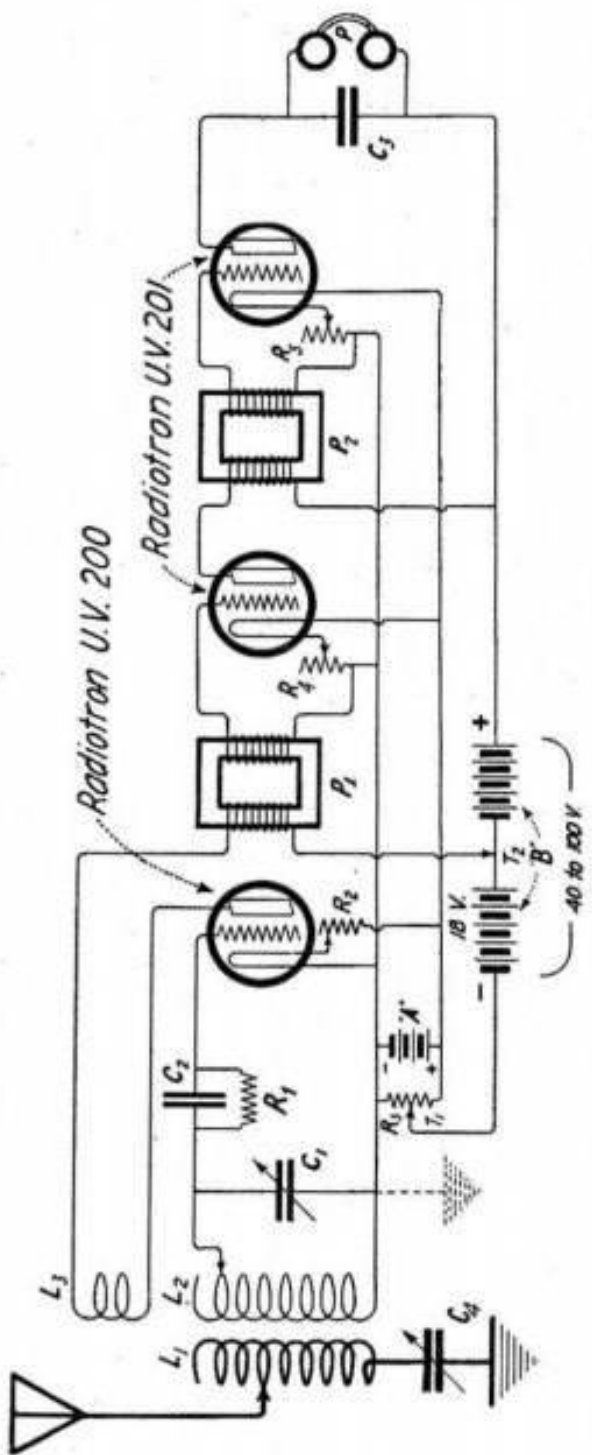 Radiotron U.V. 201
Radiotron U.V. 200
L3
L2
L1
C2
R1
C1
C4
R2
P1
R4
P2
R5
C3
P
"A"
-
+
R3
T1
-
18 V.
T2
"B"
+
40 to 100 V.